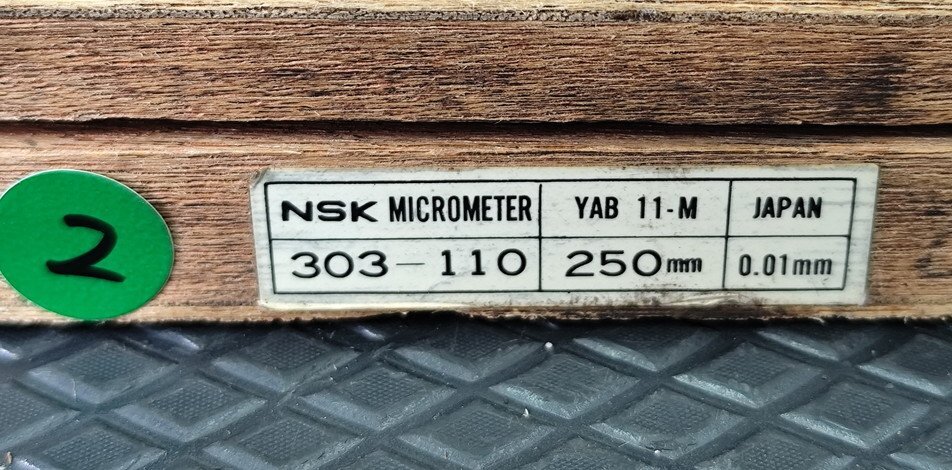 2
NSK MICROMETER YAB 11-M JAPAN
303-110 250mm 0.01mm